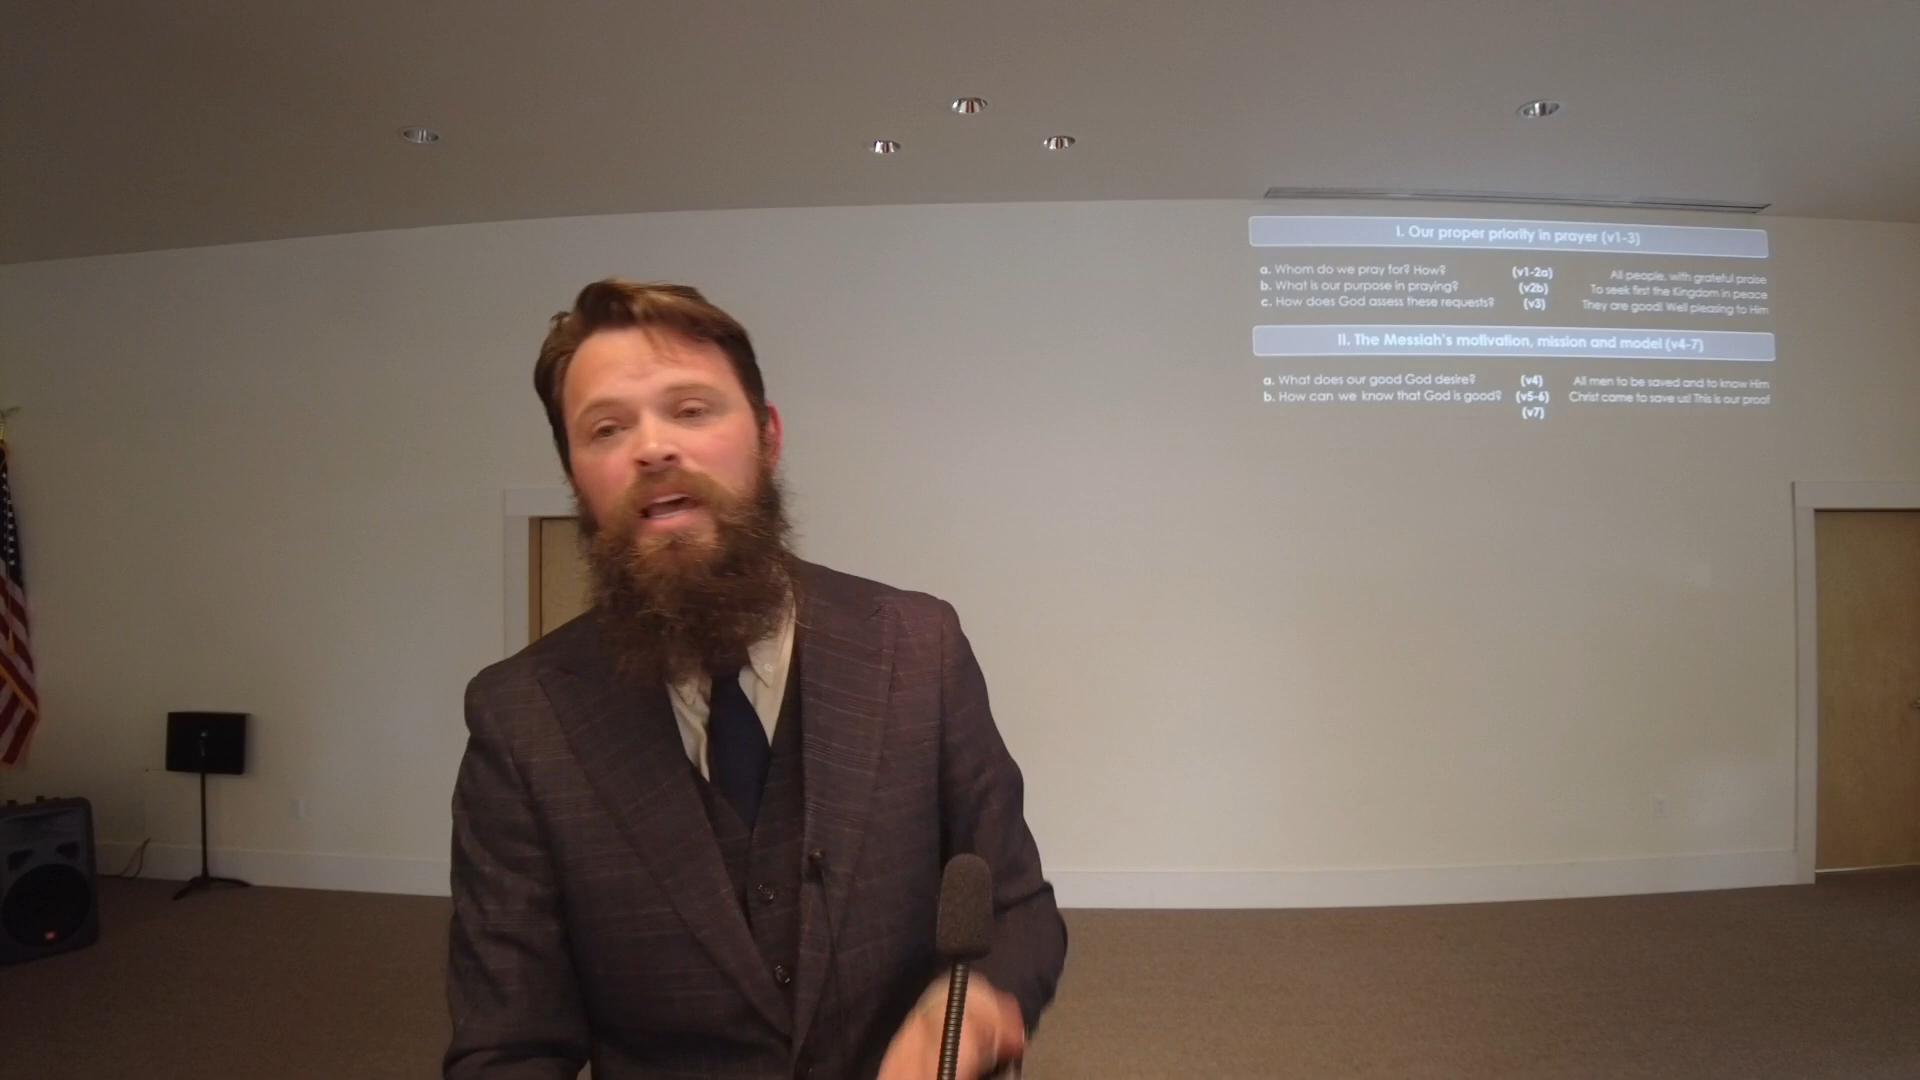 I. Our proper priority in prayer (v1-3)
a. Whom do we pray for? How? (v1-2a) All people, with grateful praise
b. What is our purpose in praying? (v2b) To seek first the Kingdom in peace
c. How does God assess these requests? (v3) They are good! Well pleasing to Him
II. The Messiah's motivation, mission and model (v4-7)
a. What does our good God desire? (v4) All men to be saved and to know Him
b. How can we know that God is good? (v5-6) Christ came to save us! This is our proof
(v7)